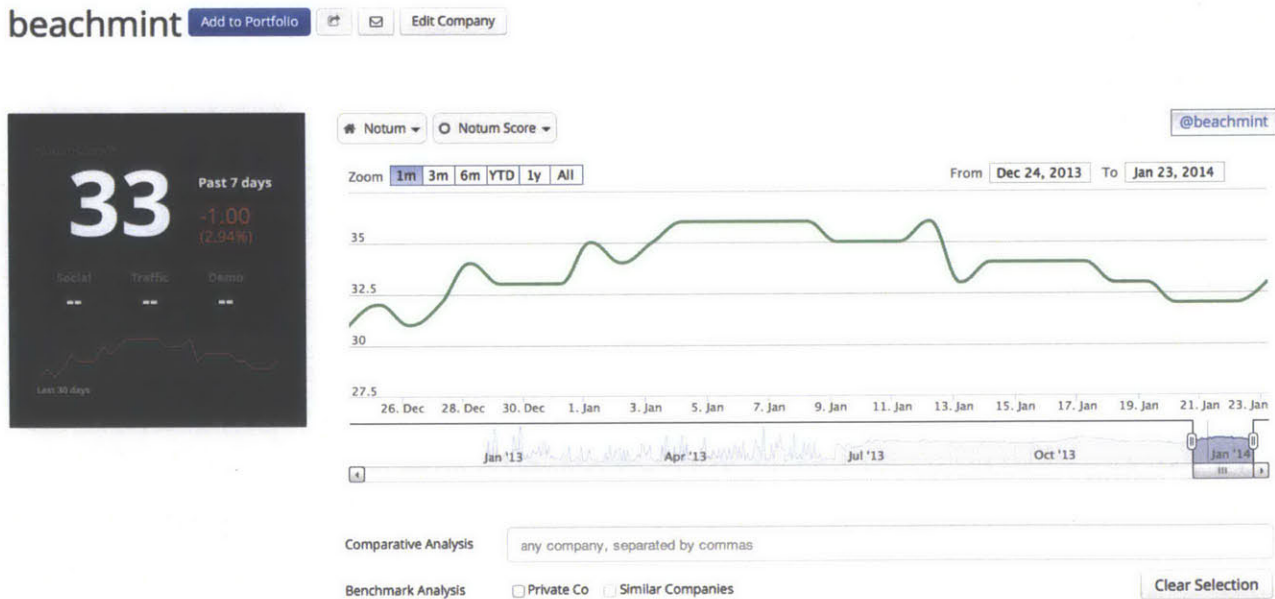 beachmint Add to Portfolio Edit Company
33
Past 7 days
-1.00
(2.94%)
Social Traffic Demo
-- -- --
Last 30 days
Notum Notum Score
@beachmint
Zoom 1m 3m 6m YTD 1y All
From Dec 24, 2013 To Jan 23, 2014
35
32.5
30
27.5
26. Dec 28. Dec 30. Dec 1. Jan 3. Jan 5. Jan 7. Jan 9. Jan 11. Jan 13. Jan 15. Jan 17. Jan 19. Jan 21. Jan 23. Jan
Jan '13 Apr '13 Jul '13 Oct '13 Jan '14
Comparative Analysis any company, separated by commas
Benchmark Analysis Private Co Similar Companies
Clear Selection